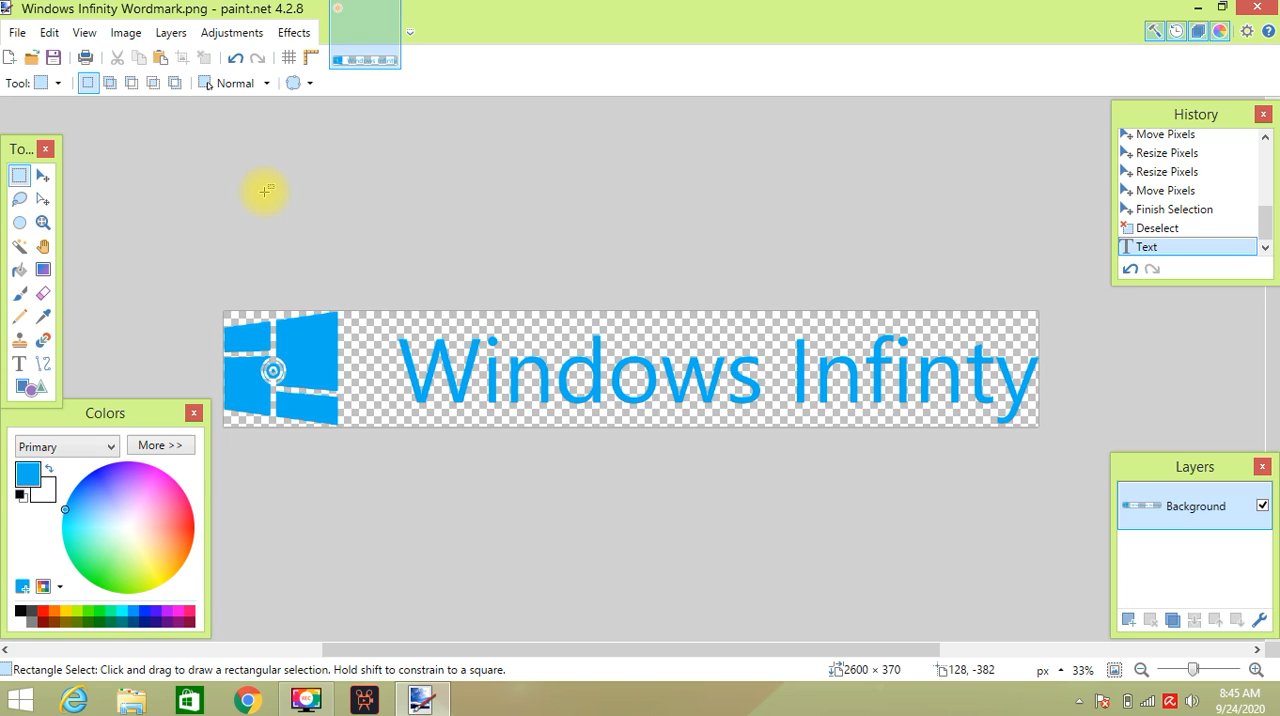 Windows Infinity Wordmark.png - paint.net 4.2.8
File Edit View Image Layers Adjustments Effects
Tool: Normal
To...
History
Move Pixels
Resize Pixels
Resize Pixels
Move Pixels
Finish Selection
Deselect
Text
Windows Infinty
Colors
Primary
More >>
Layers
Background
Rectangle Select: Click and drag to draw a rectangular selection. Hold shift to constrain to a square.
2600 × 370
128, -382
px
33%
REC
8:45 AM
9/24/2020